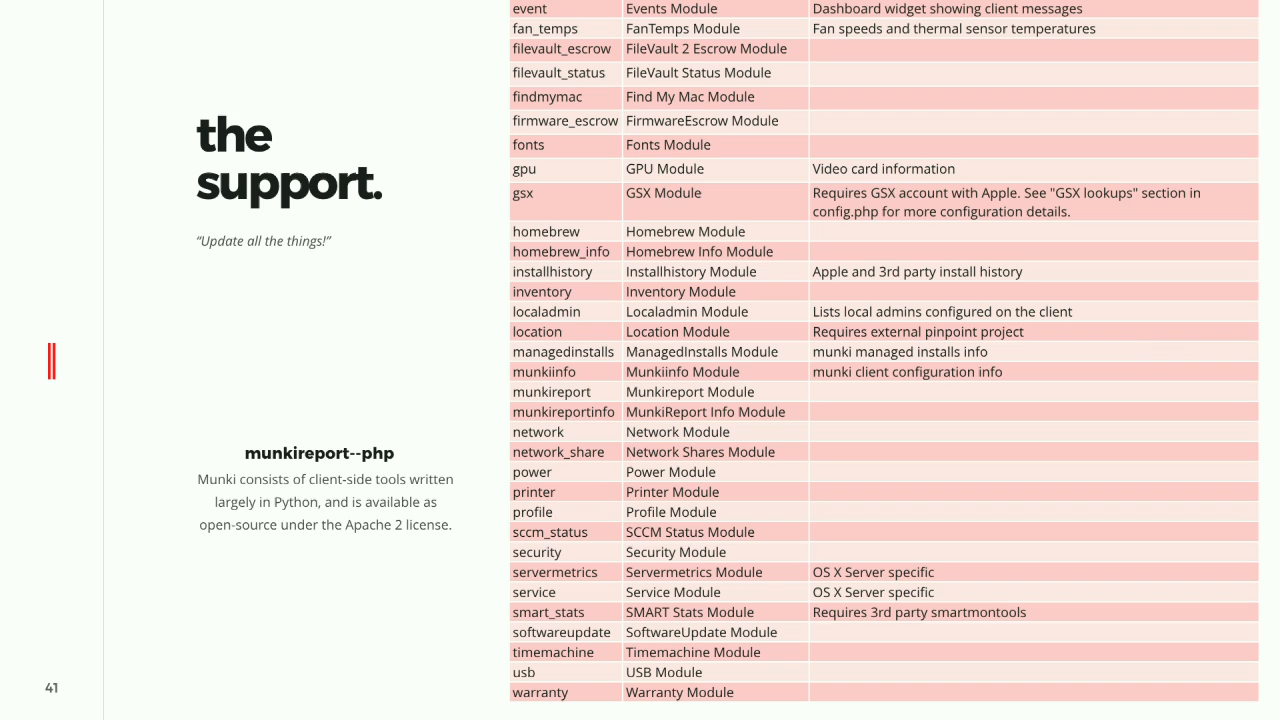 the
support.
“Update all the things!”
munkireport--php
Munki consists of client-side tools written
largely in Python, and is available as
open-source under the Apache 2 license.
41
event Events Module Dashboard widget showing client messages
fan_temps FanTemps Module Fan speeds and thermal sensor temperatures
filevault_escrow FileVault 2 Escrow Module
filevault_status FileVault Status Module
findmymac Find My Mac Module
firmware_escrow FirmwareEscrow Module
fonts Fonts Module
gpu GPU Module Video card information
gsx GSX Module Requires GSX account with Apple. See "GSX lookups" section in
config.php for more configuration details.
homebrew Homebrew Module
homebrew_info Homebrew Info Module
installhistory Installhistory Module Apple and 3rd party install history
inventory Inventory Module
localadmin Localadmin Module Lists local admins configured on the client
location Location Module Requires external pinpoint project
managedinstalls ManagedInstalls Module munki managed installs info
munkiinfo Munkiinfo Module munki client configuration info
munkireport Munkireport Module
munkireportinfo MunkiReport Info Module
network Network Module
network_share Network Shares Module
power Power Module
printer Printer Module
profile Profile Module
sccm_status SCCM Status Module
security Security Module
servermetrics Servermetrics Module OS X Server specific
service Service Module OS X Server specific
smart_stats SMART Stats Module Requires 3rd party smartmontools
softwareupdate SoftwareUpdate Module
timemachine Timemachine Module
usb USB Module
warranty Warranty Module